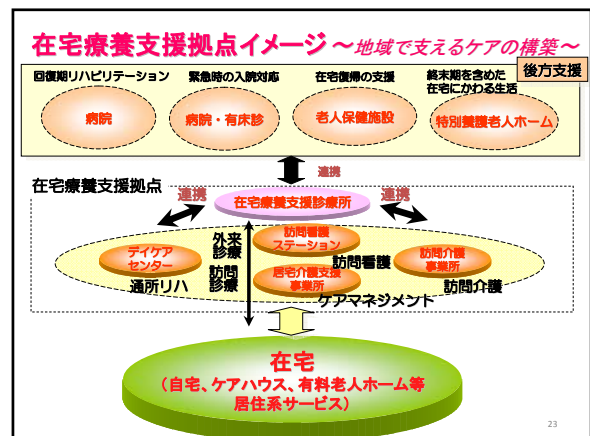 在宅療養支援拠点イメージ ~地域で支えるケアの構築~
後方支援
回復期リハビリテーション
緊急時の入院対応
在宅復帰の支援
終末期を含めた
在宅にかわる生活
病院
病院・有床診
老人保健施設
特別養護老人ホーム
連携
在宅療養支援拠点
連携
在宅療養支援診療所
連携
外来
診療
訪問
診療
デイケア
センター
通所リハ
訪問看護
ステーション
訪問看護
居宅介護支援
事業所
ケアマネジメント
訪問介護
事業所
訪問介護
在宅
(自宅、ケアハウス、有料老人ホーム等
居住系サービス)
23